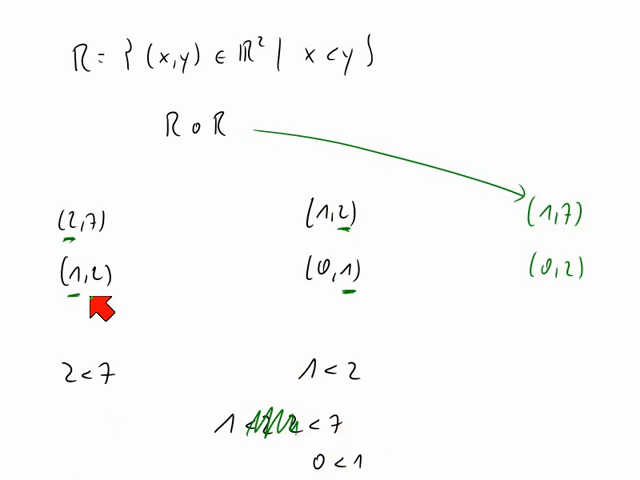 R = { (x,y) ∈ ℝ² | x < y }
R ∘ R
(2,7) (1,2) (1,7)
(1,2) (0,1) (0,2)
2 < 7 1 < 2
1 < < 7
0 < 1